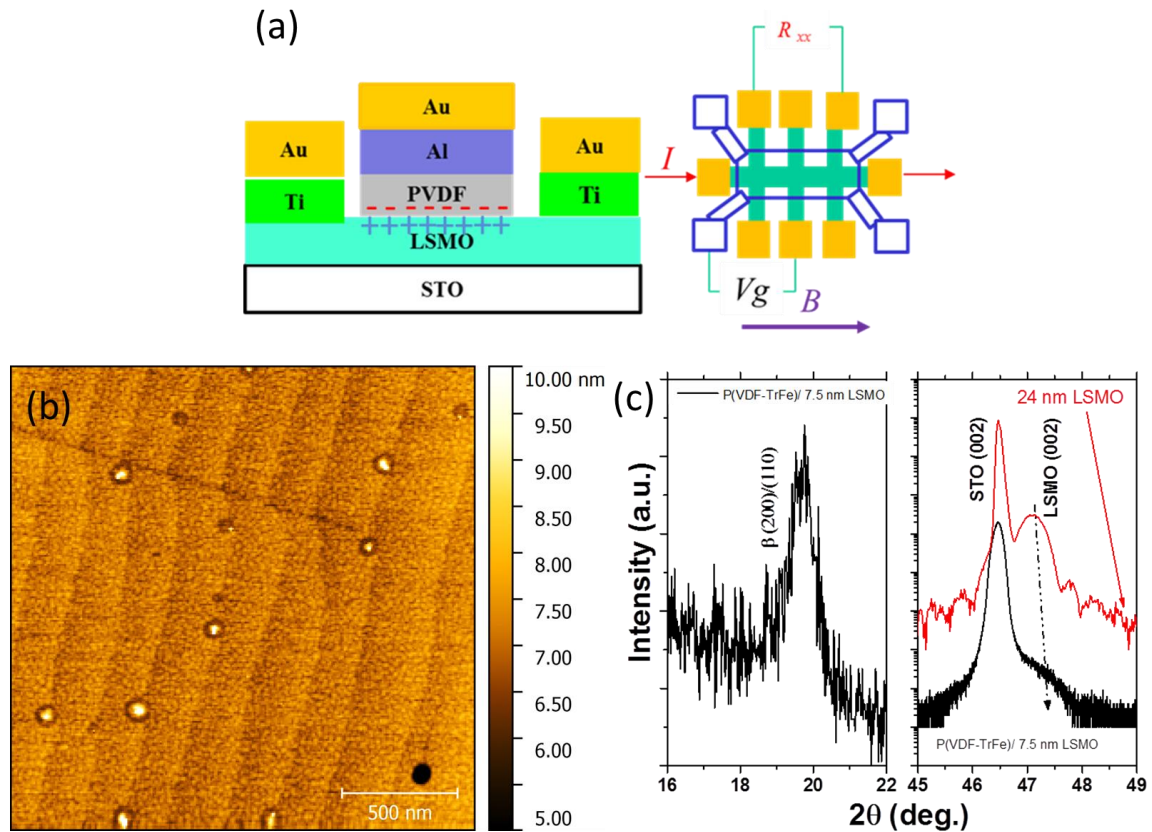 (a)
R xx
Au
Au
Al
Au
I
Ti
PVDF
Ti
LSMO
STO
Vg
B
(b)
10.00 nm
9.50
9.00
8.50
8.00
7.50
7.00
6.50
6.00
5.00
500 nm
(c)
Intensity (a.u.)
P(VDF-TrFe)/ 7.5 nm LSMO
β (200)/(110)
16 18 20 22
24 nm LSMO
STO (002)
LSMO (002)
P(VDF-TrFe)/ 7.5 nm LSMO
45 46 47 48 49
2θ (deg.)